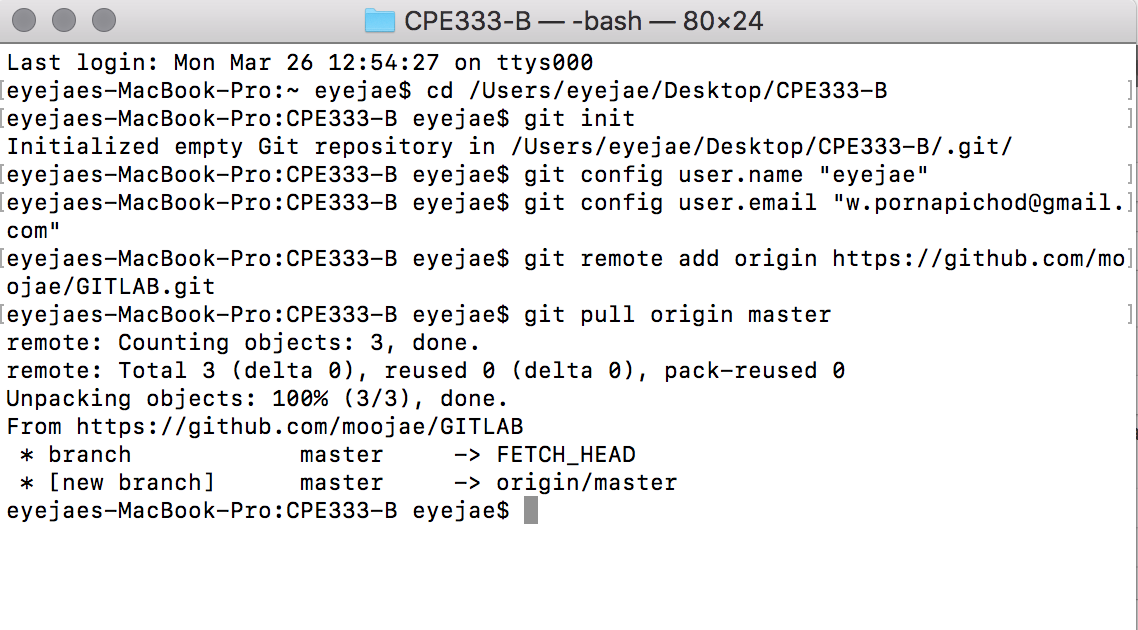 CPE333-B — -bash — 80×24
Last login: Mon Mar 26 12:54:27 on ttys000
[eyejaes-MacBook-Pro:~ eyejae$ cd /Users/eyejae/Desktop/CPE333-B ]
[eyejaes-MacBook-Pro:CPE333-B eyejae$ git init ]
Initialized empty Git repository in /Users/eyejae/Desktop/CPE333-B/.git/
[eyejaes-MacBook-Pro:CPE333-B eyejae$ git config user.name "eyejae" ]
[eyejaes-MacBook-Pro:CPE333-B eyejae$ git config user.email "w.pornapichod@gmail.]
com"
[eyejaes-MacBook-Pro:CPE333-B eyejae$ git remote add origin https://github.com/mo]
ojae/GITLAB.git
[eyejaes-MacBook-Pro:CPE333-B eyejae$ git pull origin master ]
remote: Counting objects: 3, done.
remote: Total 3 (delta 0), reused 0 (delta 0), pack-reused 0
Unpacking objects: 100% (3/3), done.
From https://github.com/moojae/GITLAB
 * branch            master     -> FETCH_HEAD
 * [new branch]      master     -> origin/master
eyejaes-MacBook-Pro:CPE333-B eyejae$